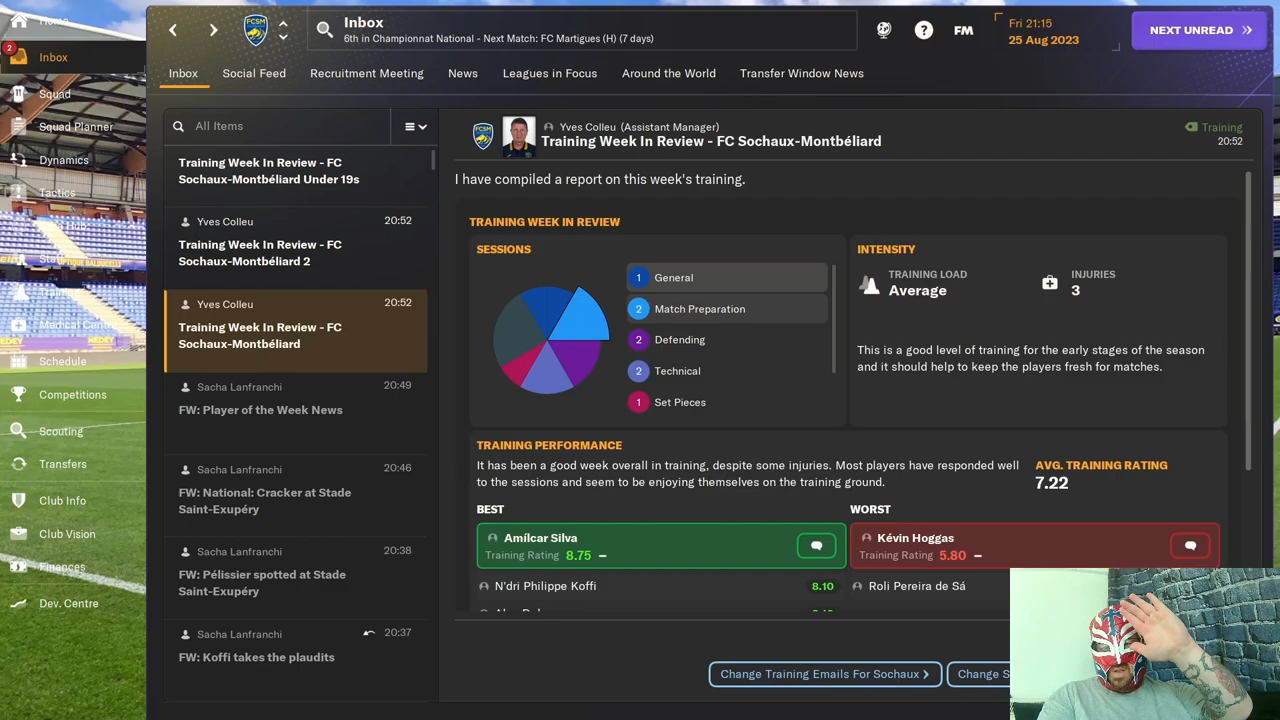 Home
2
Inbox
Squad
Squad Planner
Dynamics
Tactics
Medical Centre
Schedule
Competitions
Scouting
Transfers
Club Info
Club Vision
Finances
Dev. Centre
FCSM
Inbox
6th in Championnat National - Next Match: FC Martigues (H) (7 days)
?
FM
Fri 21:15
25 Aug 2023
NEXT UNREAD
Inbox
Social Feed
Recruitment Meeting
News
Leagues in Focus
Around the World
Transfer Window News
All Items
Training Week In Review - FC
Sochaux-Montbéliard Under 19s
Yves Colleu 20:52
Training Week In Review - FC
Sochaux-Montbéliard 2
Yves Colleu 20:52
Training Week In Review - FC
Sochaux-Montbéliard
Sacha Lanfranchi 20:49
FW: Player of the Week News
Sacha Lanfranchi 20:46
FW: National: Cracker at Stade
Saint-Exupéry
Sacha Lanfranchi 20:38
FW: Pélissier spotted at Stade
Saint-Exupéry
Sacha Lanfranchi 20:37
FW: Koffi takes the plaudits
Yves Colleu (Assistant Manager)
Training Week In Review - FC Sochaux-Montbéliard
Training
20:52
I have compiled a report on this week's training.
TRAINING WEEK IN REVIEW
SESSIONS
1 General
2 Match Preparation
2 Defending
2 Technical
1 Set Pieces
INTENSITY
TRAINING LOAD
Average
INJURIES
3
This is a good level of training for the early stages of the season
and it should help to keep the players fresh for matches.
TRAINING PERFORMANCE
It has been a good week overall in training, despite some injuries. Most players have responded well
to the sessions and seem to be enjoying themselves on the training ground.
AVG. TRAINING RATING
7.22
BEST
Amílcar Silva
Training Rating 8.75 –
N'dri Philippe Koffi 8.10
WORST
Kévin Hoggas
Training Rating 5.80 –
Roli Pereira de Sá
Change Training Emails For Sochaux
Change S